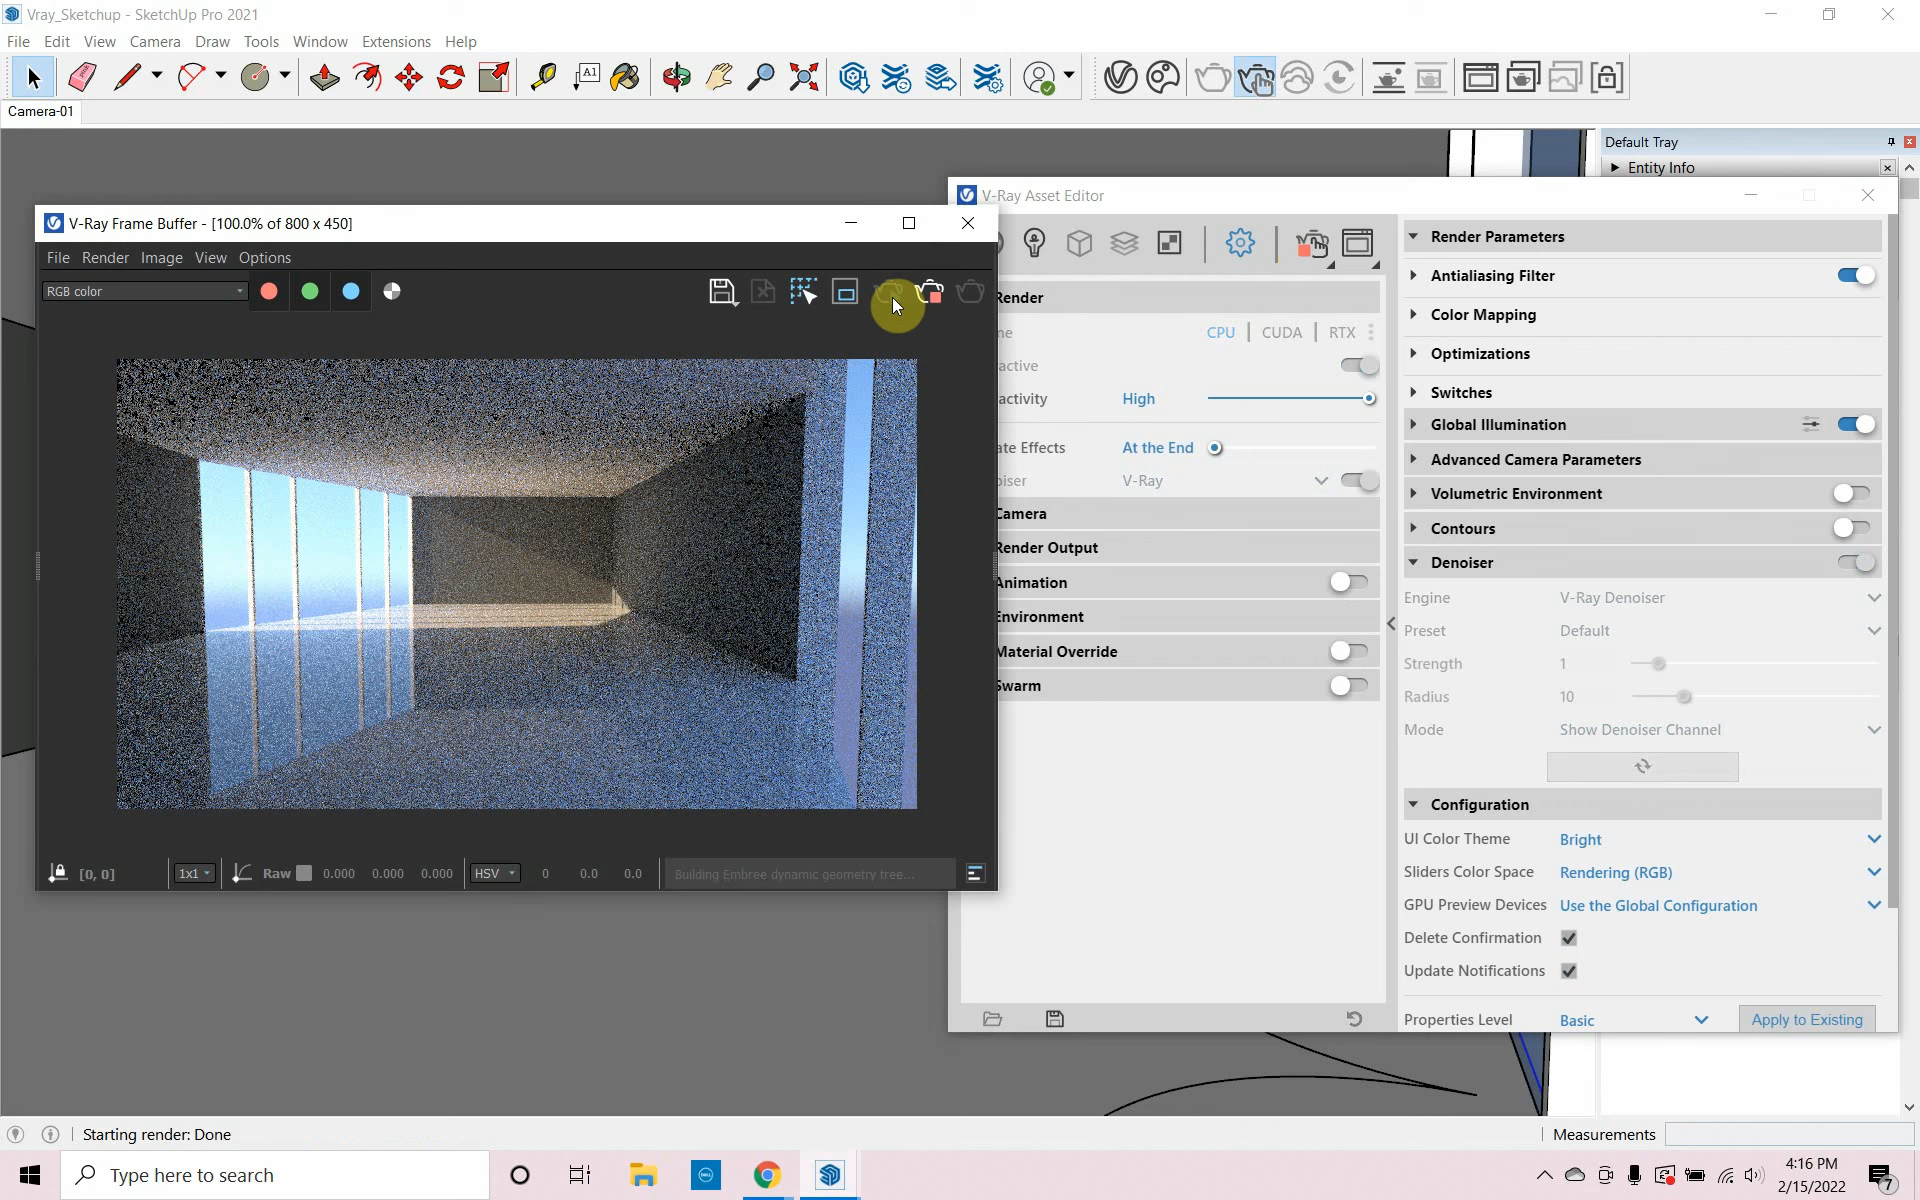 Vray_Sketchup - SketchUp Pro 2021
File Edit View Camera Draw Tools Window Extensions Help
A1
Camera-01
Default Tray
Entity Info
V-Ray Asset Editor
V-Ray Frame Buffer - [100.0% of 800 x 450]
File Render Image View Options
RGB color
Render
CPU CUDA RTX
High
At the End
V-Ray
Camera
Render Output
Animation
Environment
Material Override
Swarm
Render Parameters
Antialiasing Filter
Color Mapping
Optimizations
Switches
Global Illumination
Advanced Camera Parameters
Volumetric Environment
Contours
Denoiser
Engine V-Ray Denoiser
Preset Default
Strength 1
Radius 10
Mode Show Denoiser Channel
Configuration
UI Color Theme Bright
Sliders Color Space Rendering (RGB)
GPU Preview Devices Use the Global Configuration
Delete Confirmation
Update Notifications
Properties Level Basic Apply to Existing
[0, 0] 1x1 Raw 0.000 0.000 0.000 HSV 0 0.0 0.0 Building Embree dynamic geometry tree...
Starting render: Done
Measurements
Type here to search
4:16 PM
2/15/2022
7